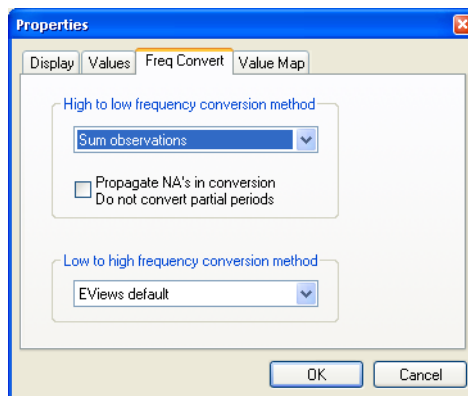 Properties
Display Values Freq Convert Value Map
High to low frequency conversion method
Sum observations
Propagate NA's in conversion
Do not convert partial periods
Low to high frequency conversion method
EViews default
OK Cancel